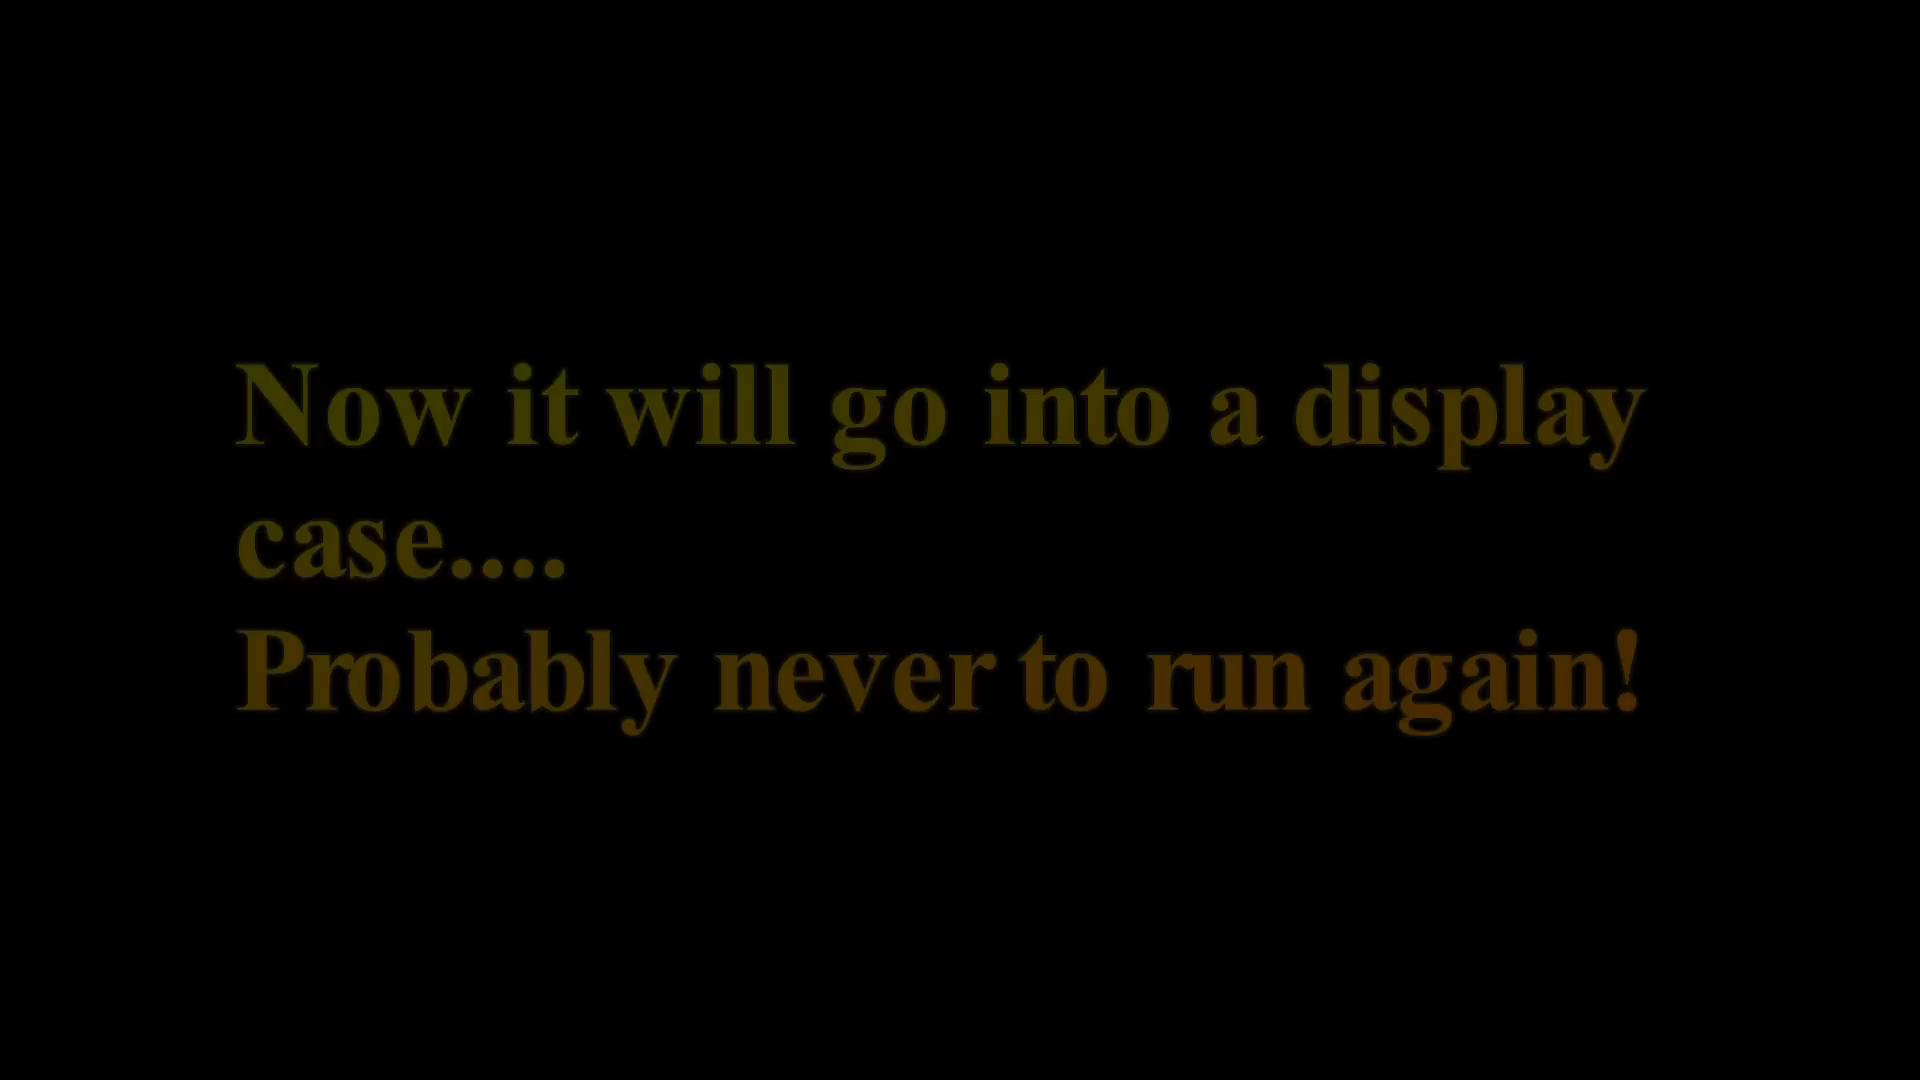 Now it will go into a display
case....
Probably never to run again!